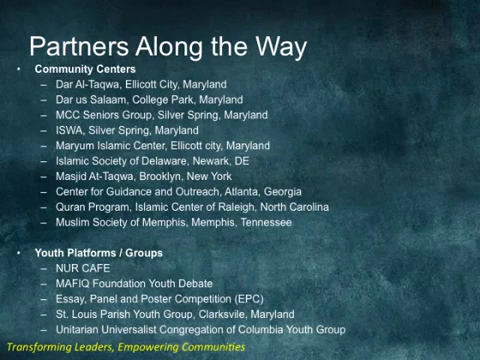 Partners Along the Way
• Community Centers
– Dar Al-Taqwa, Ellicott City, Maryland
– Dar us Salaam, College Park, Maryland
– MCC Seniors Group, Silver Spring, Maryland
– ISWA, Silver Spring, Maryland
– Maryum Islamic Center, Ellicott city, Maryland
– Islamic Society of Delaware, Newark, DE
– Masjid At-Taqwa, Brooklyn, New York
– Center for Guidance and Outreach, Atlanta, Georgia
– Quran Program, Islamic Center of Raleigh, North Carolina
– Muslim Society of Memphis, Memphis, Tennessee
• Youth Platforms / Groups
– NUR CAFE
– MAFIQ Foundation Youth Debate
– Essay, Panel and Poster Competition (EPC)
– St. Louis Parish Youth Group, Clarksvile, Maryland
– Unitarian Universalist Congregation of Columbia Youth Group
Transforming Leaders, Empowering Communities